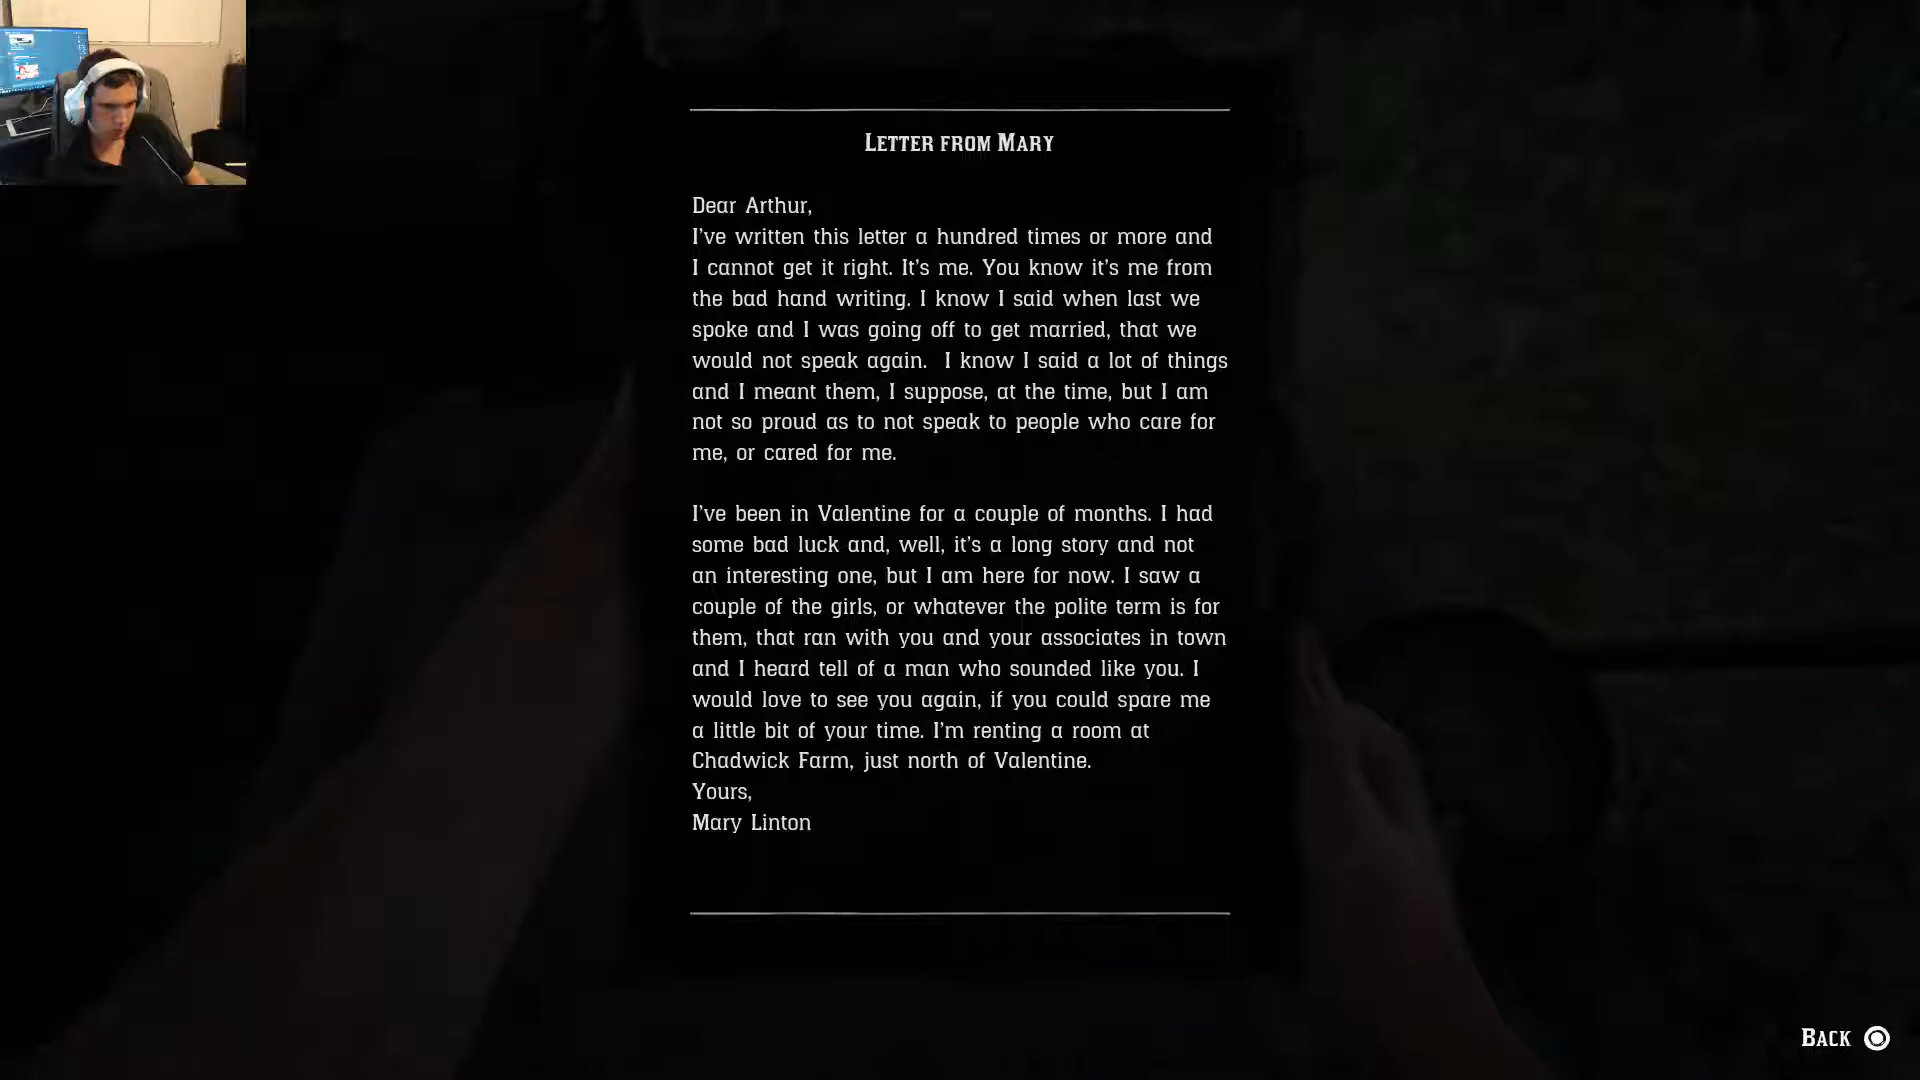 Letter from Mary
Dear Arthur,
I've written this letter a hundred times or more and
I cannot get it right. It's me. You know it's me from
the bad hand writing. I know I said when last we
spoke and I was going off to get married, that we
would not speak again.  I know I said a lot of things
and I meant them, I suppose, at the time, but I am
not so proud as to not speak to people who care for
me, or cared for me.
I've been in Valentine for a couple of months. I had
some bad luck and, well, it's a long story and not
an interesting one, but I am here for now. I saw a
couple of the girls, or whatever the polite term is for
them, that ran with you and your associates in town
and I heard tell of a man who sounded like you. I
would love to see you again, if you could spare me
a little bit of your time. I'm renting a room at
Chadwick Farm, just north of Valentine.
Yours,
Mary Linton
Back